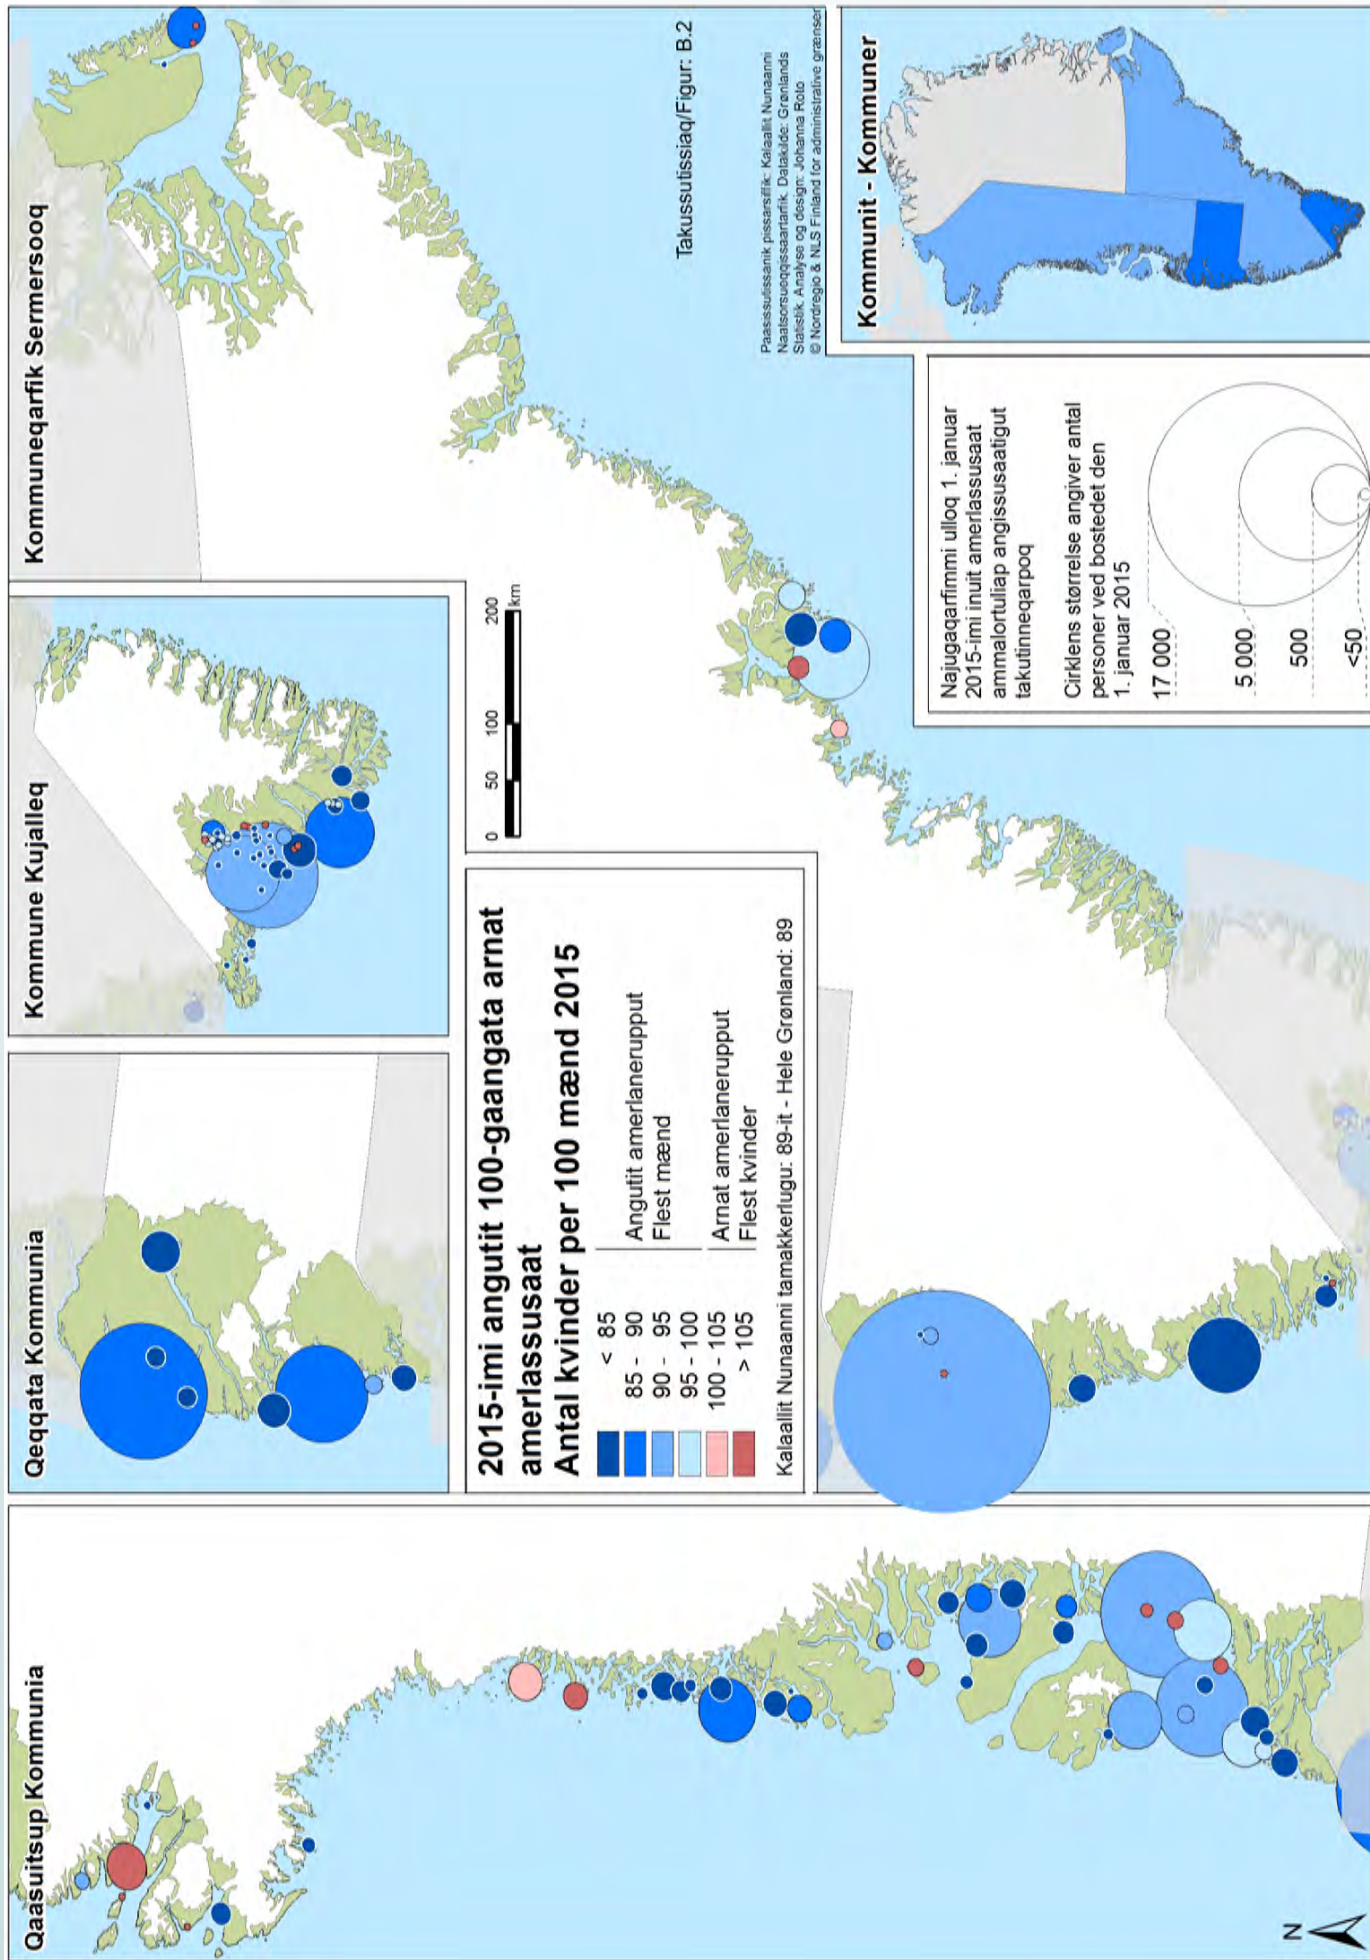 Qaasuitsup Kommunia
Qeqqata Kommunia
Kommune Kujalleq
Kommuneqarfik Sermersooq
2015-imi angutit 100-gaangata arnat
amerlassusaat
Antal kvinder per 100 mænd 2015
< 85
85 - 90
90 - 95
95 - 100
100 - 105
> 105
Angutit amerlanerupput
Flest mænd
Arnat amerlanerupput
Flest kvinder
Kalaallit Nunaanni tamakkerlugu: 89-it - Hele Grønland: 89
0 50 100 200
km
Takussutissiaq/Figur: B.2
Paasissutissanik pissarsiffik: Kalaallit Nunaanni
Naatsorsueqqissaartarfik. Datakilde: Grønlands
Statistik. Analyse og design: Johanna Roto
© Nordregio & NLS Finland for administrative grænser
Najugaqarfimmi ulloq 1. januar
2015-imi inuit amerlassusaat
ammalortuliap angissusaatigut
takutinneqarpoq
Cirklens størrelse angiver antal
personer ved bostedet den
1. januar 2015
17 000
5 000
500
<50
Kommunit - Kommuner
N